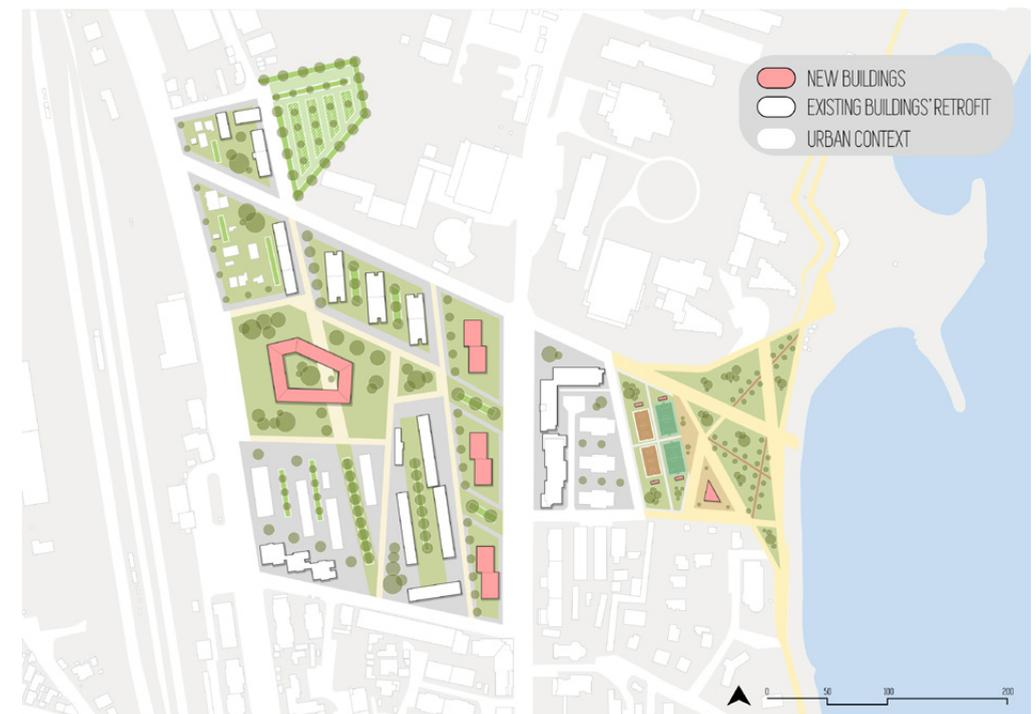 NEW BUILDINGS
EXISTING BUILDINGS' RETROFIT
URBAN CONTEXT
0 50 100 200